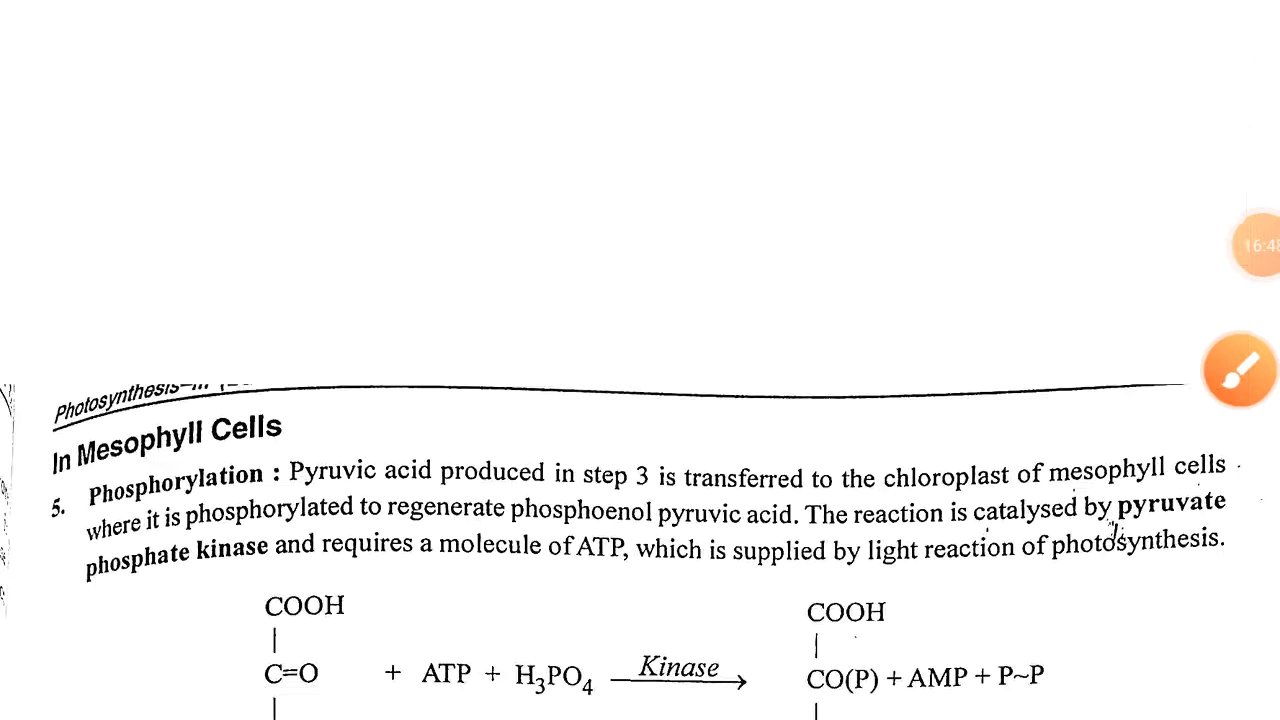 Photosynthesis-III
In Mesophyll Cells
5. Phosphorylation : Pyruvic acid produced in step 3 is transferred to the chloroplast of mesophyll cells
where it is phosphorylated to regenerate phosphoenol pyruvic acid. The reaction is catalysed by pyruvate
phosphate kinase and requires a molecule of ATP, which is supplied by light reaction of photosynthesis.
COOH COOH
| |
C=O + ATP + H3PO4 Kinase CO(P) + AMP + P~P
| |
16:48